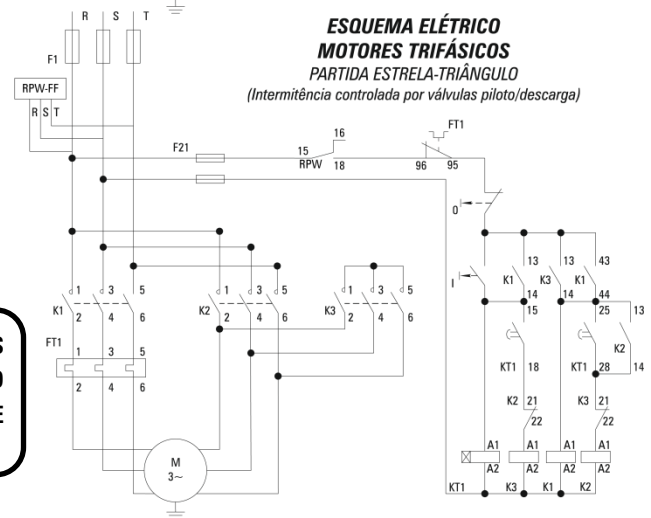 R S T
ESQUEMA ELÉTRICO
MOTORES TRIFÁSICOS
PARTIDA ESTRELA-TRIÂNGULO
(Intermitência controlada por válvulas piloto/descarga)
F1
RPW-FF
R S T
F21
15 16
RPW 18
FT1
96 95
0
I
13 13 43
K1 K3 K1
14 14 44
15 25 13
K2
KT1 18 KT1 28 14
K2 21 K3 21
22 22
A1 A1 A1 A1
A2 A2 A2 A2
KT1 K3 K1 K2
1 3 5 1 3 5 1 3 5
K1 K2 K3
2 4 6 2 4 6 2 4 6
FT1
1 3 5
2 4 6
M
3~